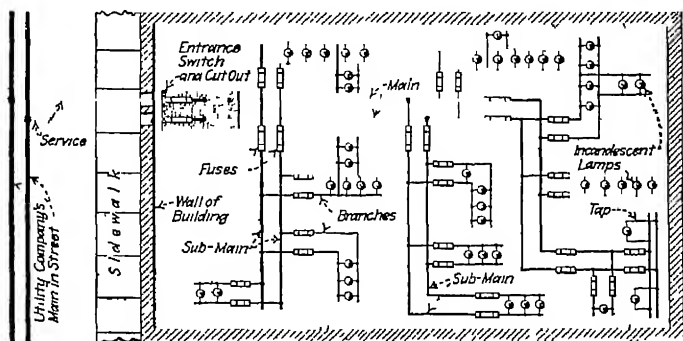 Entrance
Switch
and Cut Out
Main
Service
Fuses
Incandescent
Lamps
Wall of
Building
Branches
Tap
Sub-Main
Sub-Main
Sidewalk
Utility Company's
Main In Street